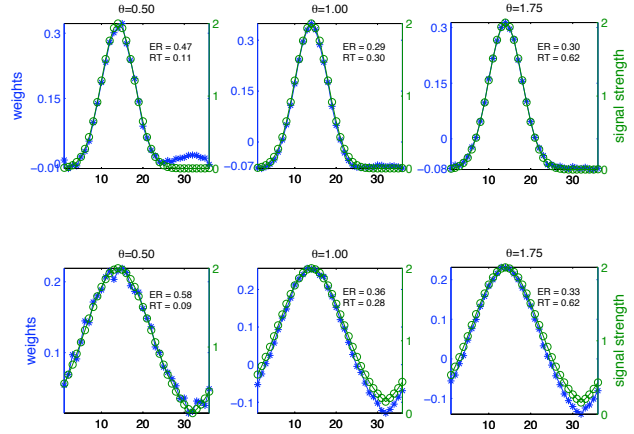 θ=0.50
θ=1.00
θ=1.75
0.3
0.15
0
−0.01
weights
ER = 0.47
RT = 0.11
2
1
0
10
20
30
0.3
0.15
0
−0.07
ER = 0.29
RT = 0.30
2
1
0
10
20
30
0.3
0.15
0
−0.08
ER = 0.30
RT = 0.62
2
1
0
signal strength
10
20
30
θ=0.50
θ=1.00
θ=1.75
0.2
0.1
weights
ER = 0.58
RT = 0.09
2
1
0
10
20
30
0.2
0.1
0
−0.1
ER = 0.36
RT = 0.28
2
1
0
10
20
30
0.2
0.1
0
−0.1
ER = 0.33
RT = 0.62
2
1
0
signal strength
10
20
30